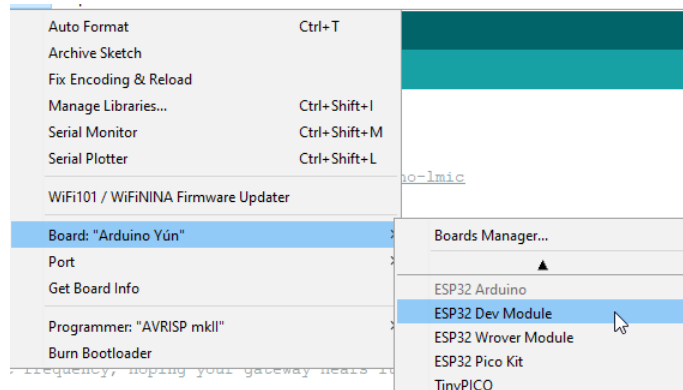 Auto Format Ctrl+T
Archive Sketch
Fix Encoding & Reload
Manage Libraries... Ctrl+Shift+I
Serial Monitor Ctrl+Shift+M
Serial Plotter Ctrl+Shift+L
no-lmic
WiFi101 / WiFiNINA Firmware Updater
Board: "Arduino Yún"
Boards Manager...
Port
Get Board Info
ESP32 Arduino
ESP32 Dev Module
Programmer: "AVRISP mkII"
ESP32 Wrover Module
Burn Bootloader
ESP32 Pico Kit
frequency, hoping your gateway hears
TinyPICO